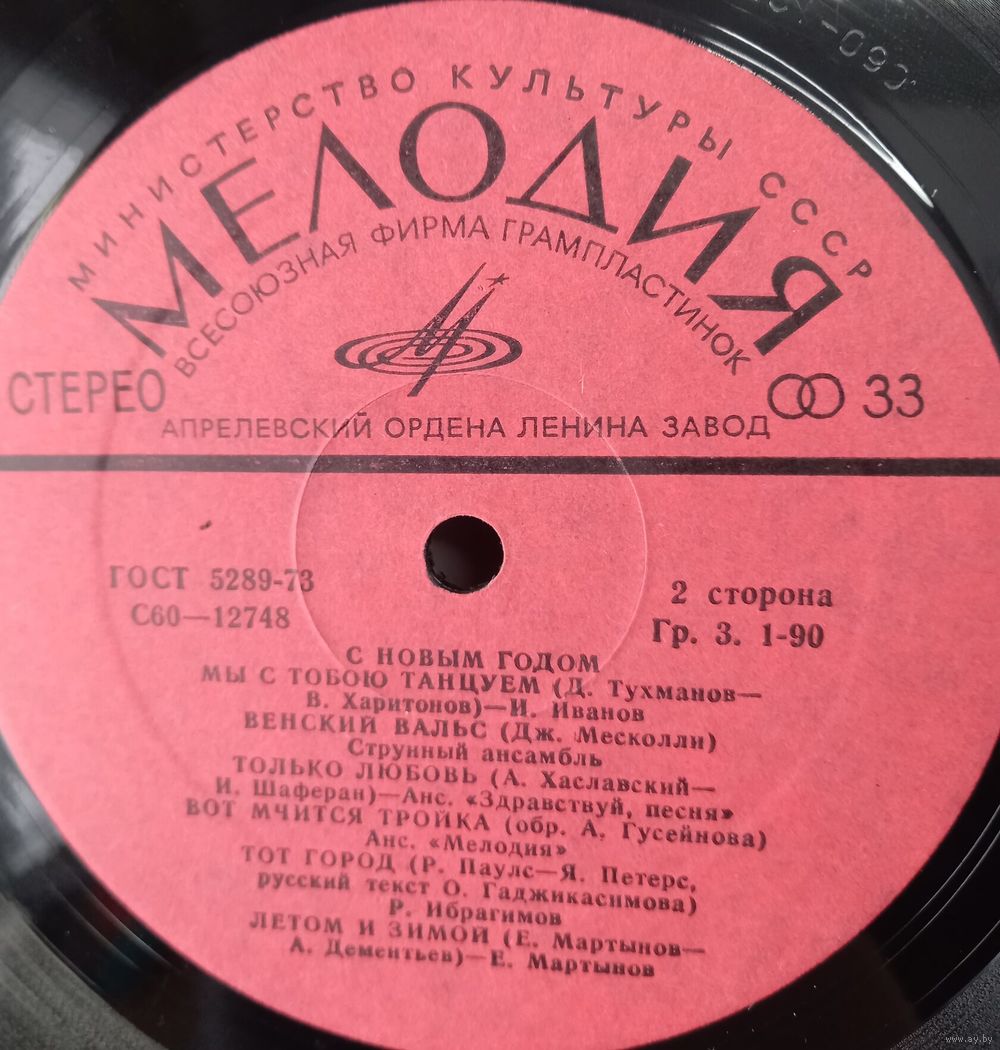 МИНИСТЕРСТВО КУЛЬТУРЫ СССР
МЕЛОДИЯ
ВСЕСОЮЗНАЯ ФИРМА ГРАМПЛАСТИНОК
СТЕРЕО
33
АПРЕЛЕВСКИЙ ОРДЕНА ЛЕНИНА ЗАВОД
ГОСТ 5289-73
С60—12748
2 сторона
Гр. 3. 1-90
С НОВЫМ ГОДОМ
МЫ С ТОБОЮ ТАНЦУЕМ (Д. Тухманов—
В. Харитонов)—И. Иванов
ВЕНСКИЙ ВАЛЬС (Дж. Месколли)
Струнный ансамбль
ТОЛЬКО ЛЮБОВЬ (А. Хаславский—
И. Шаферан)—Анс. «Здравствуй, песня»
ВОТ МЧИТСЯ ТРОЙКА (обр. А. Гусейнова)
Анс. «Мелодия»
ТОТ ГОРОД (Р. Паулс—Я. Петерс,
русский текст О. Гаджикасимова)
Р. Ибрагимов
ЛЕТОМ И ЗИМОЙ (Е. Мартынов—
А. Дементьев)—Е. Мартынов
www.ay.by